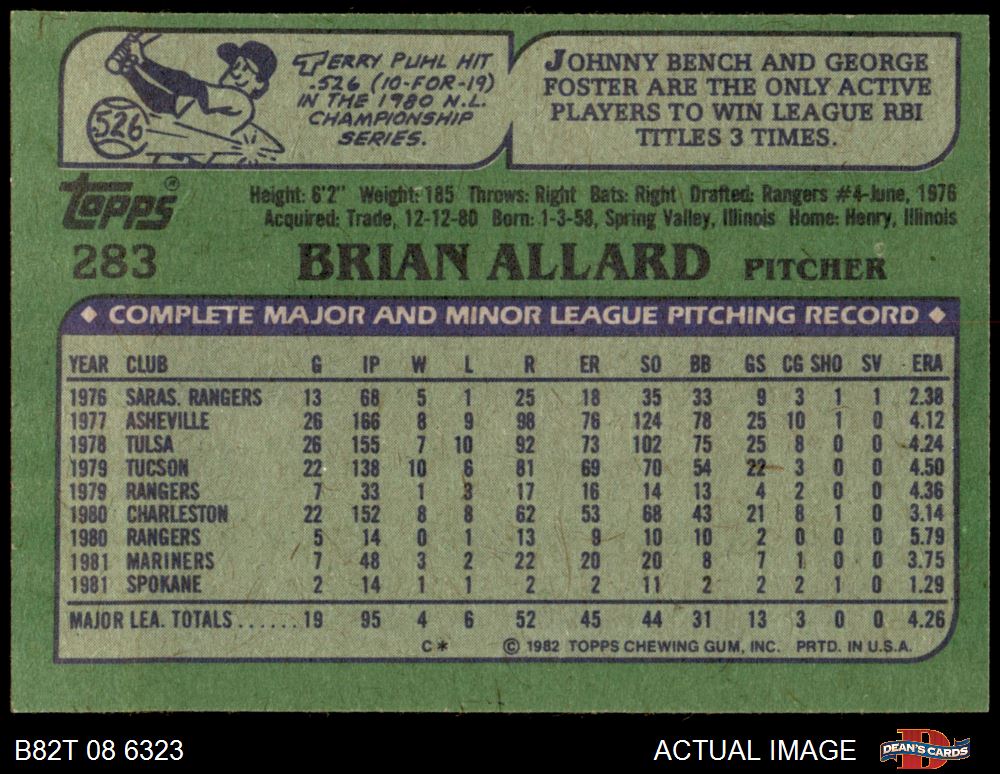 TERRY PUHL HIT
.526 (10-FOR-19)
IN THE 1980 N.L.
CHAMPIONSHIP
SERIES.
.526
JOHNNY BENCH AND GEORGE
FOSTER ARE THE ONLY ACTIVE
PLAYERS TO WIN LEAGUE RBI
TITLES 3 TIMES.
Topps®
283
Height: 6'2" Weight: 185 Throws: Right Bats: Right Drafted: Rangers #4-June, 1976
Acquired: Trade, 12-12-80 Born: 1-3-58, Spring Valley, Illinois Home: Henry, Illinois
BRIAN ALLARD PITCHER
◆ COMPLETE MAJOR AND MINOR LEAGUE PITCHING RECORD ◆
YEAR CLUB G IP W L R ER SO BB GS CG SHO SV ERA
1976 SARAS. RANGERS 13 68 5 1 25 18 35 33 9 3 1 1 2.38
1977 ASHEVILLE 26 166 8 9 98 76 124 78 25 10 1 0 4.12
1978 TULSA 26 155 7 10 92 73 102 75 25 8 0 0 4.24
1979 TUCSON 22 138 10 6 81 69 70 54 22 3 0 0 4.50
1979 RANGERS 7 33 1 3 17 16 14 13 4 2 0 0 4.36
1980 CHARLESTON 22 152 8 8 62 53 68 43 21 8 1 0 3.14
1980 RANGERS 5 14 0 1 13 9 10 10 2 0 0 0 5.79
1981 MARINERS 7 48 3 2 22 20 20 8 7 1 0 0 3.75
1981 SPOKANE 2 14 1 1 2 2 11 2 2 2 1 0 1.29
MAJOR LEA. TOTALS......19 95 4 6 52 45 44 31 13 3 0 0 4.26
C* © 1982 TOPPS CHEWING GUM, INC. PRTD. IN U.S.A.
B82T 08 6323
ACTUAL IMAGE
DEAN'S CARDS